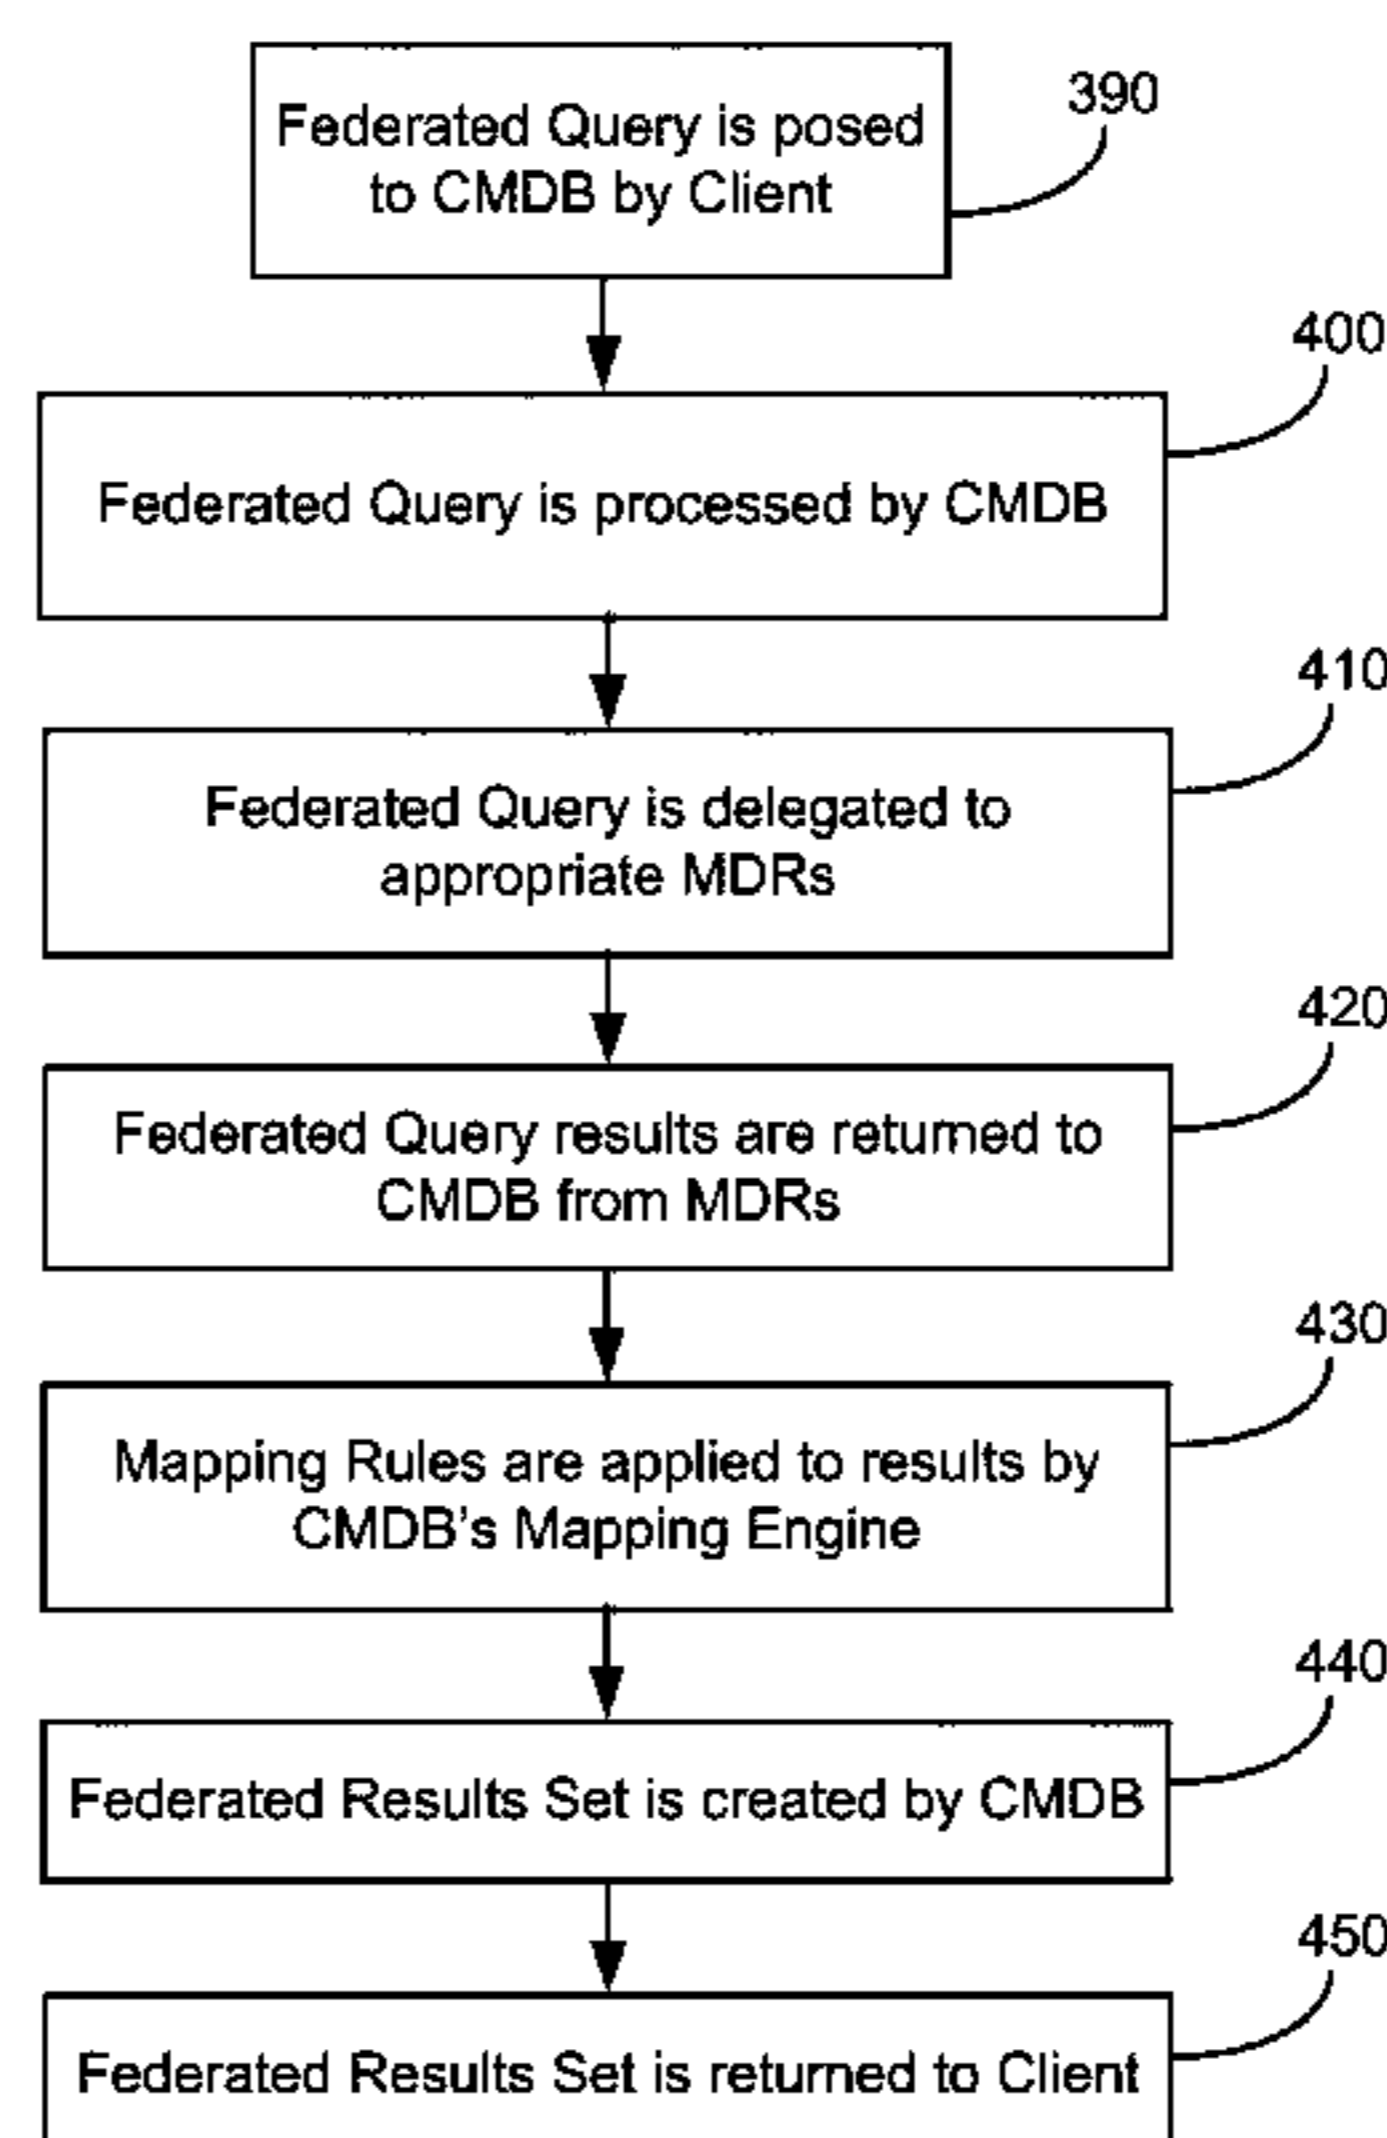 Federated Query is posed
to CMDB by Client
390
400
Federated Query is processed by CMDB
410
Federated Query is delegated to
appropriate MDRs
420
Federated Query results are returned to
CMDB from MDRs
430
Mapping Rules are applied to results by
CMDB's Mapping Engine
440
Federated Results Set is created by CMDB
450
Federated Results Set is returned to Client